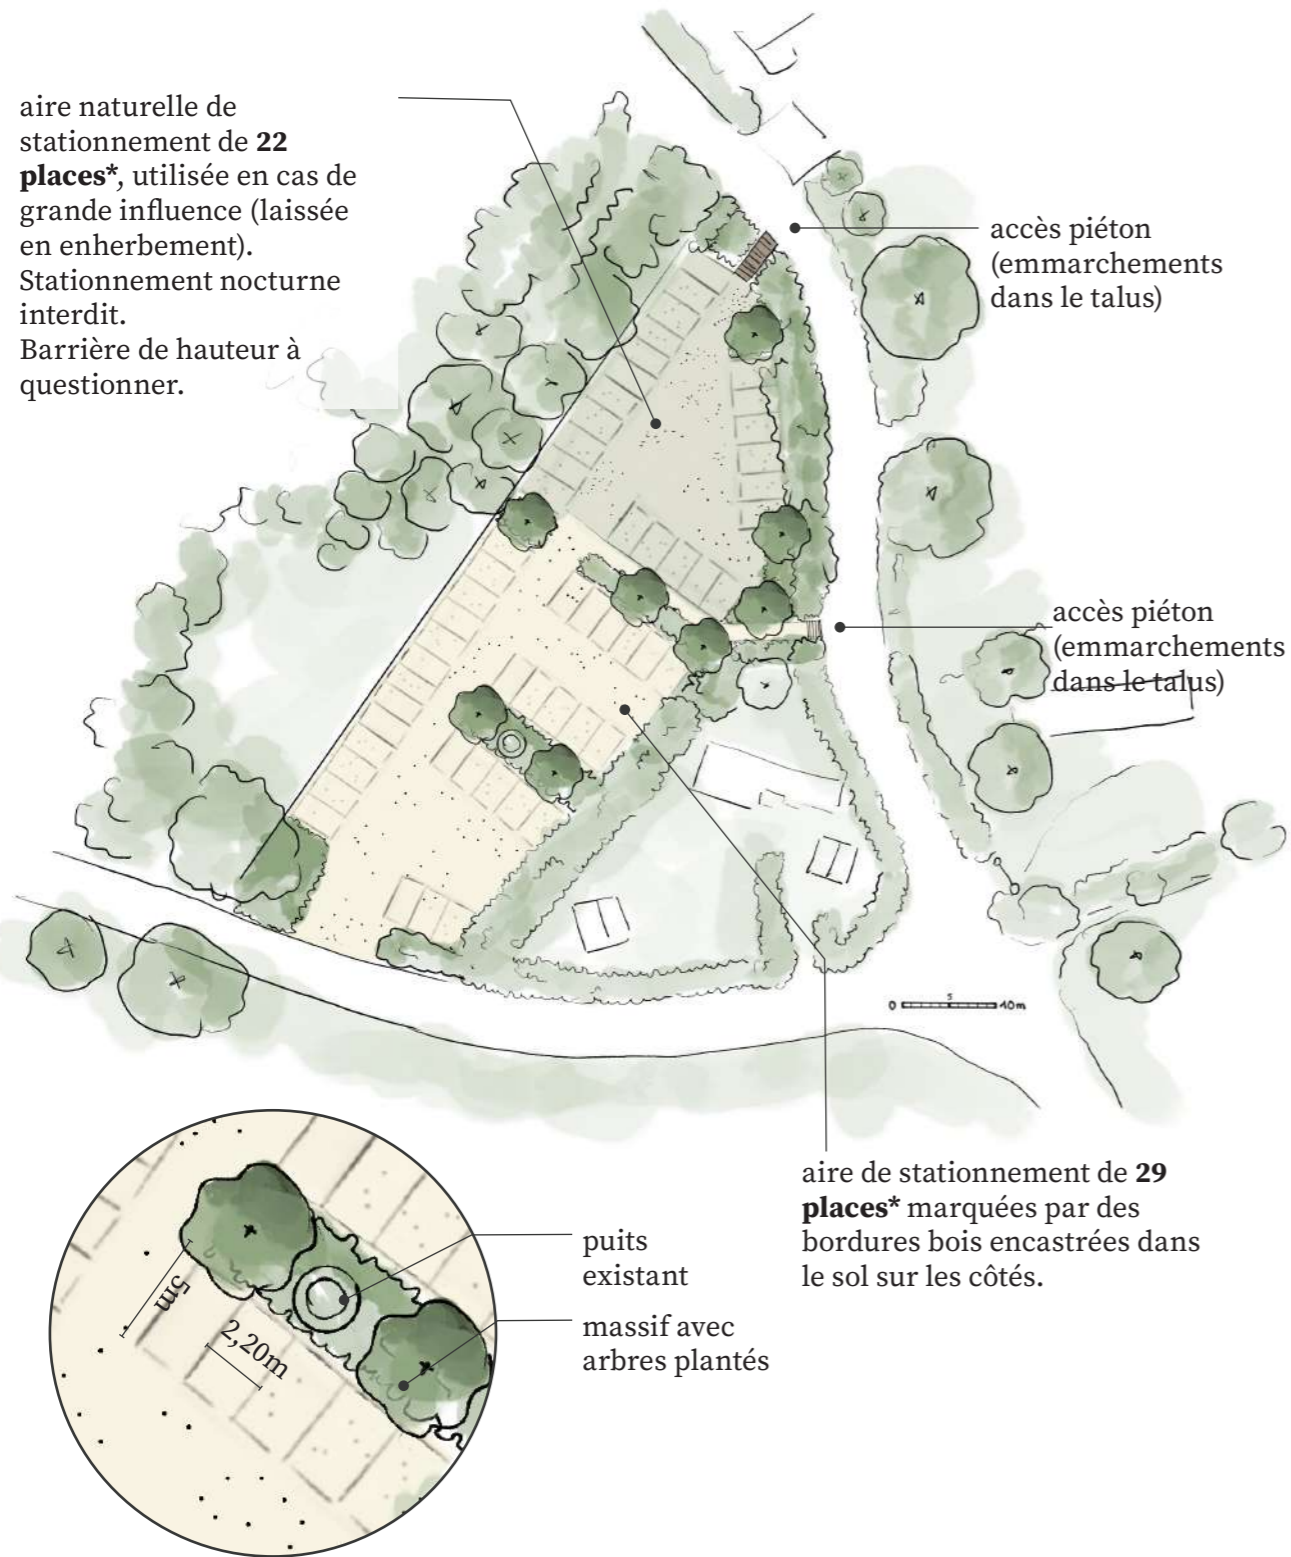 aire naturelle de
stationnement de 22
places*, utilisée en cas de
grande influence (laissée
en enherbement).
Stationnement nocturne
interdit.
Barrière de hauteur à
questionner.
accès piéton
(emmarchements
dans le talus)
accès piéton
(emmarchements
dans le talus)
0 5 10m
aire de stationnement de 29
places* marquées par des
bordures bois encastrées dans
le sol sur les côtés.
puits
existant
massif avec
arbres plantés
5m
2,20m